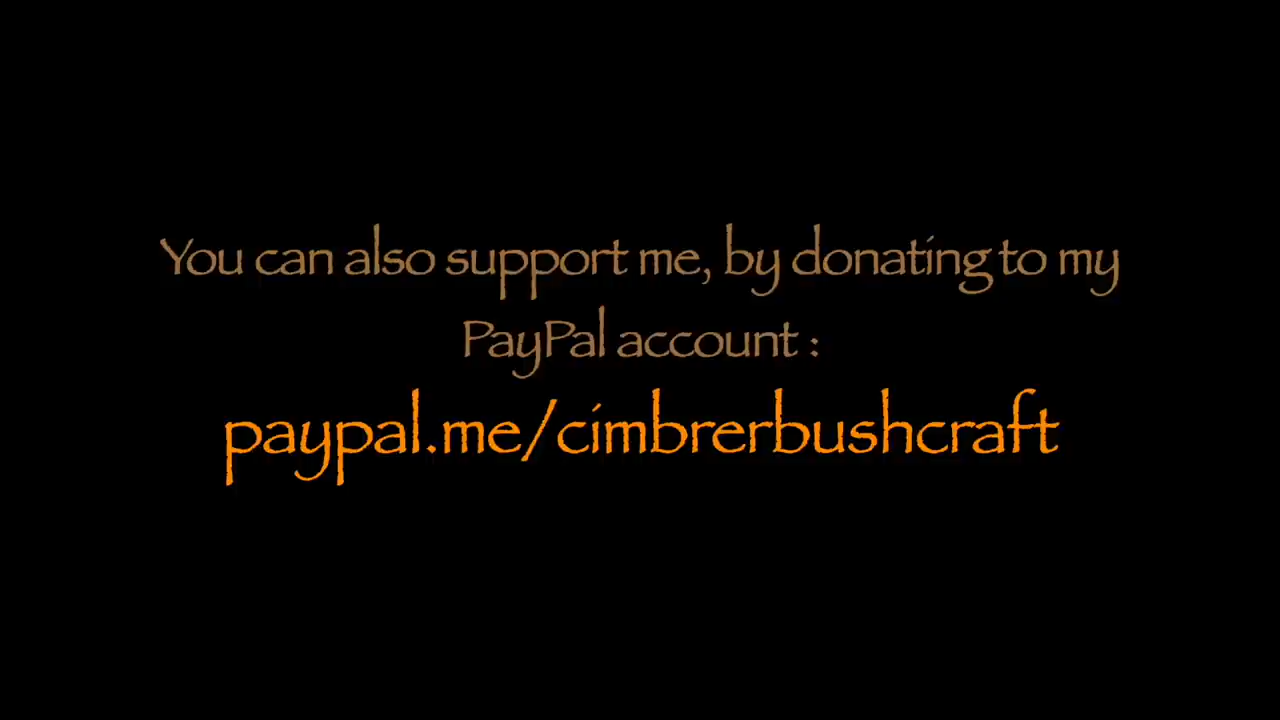 You can also support me, by donating to my
PayPal account :
paypal.me/cimbrerbushcraft